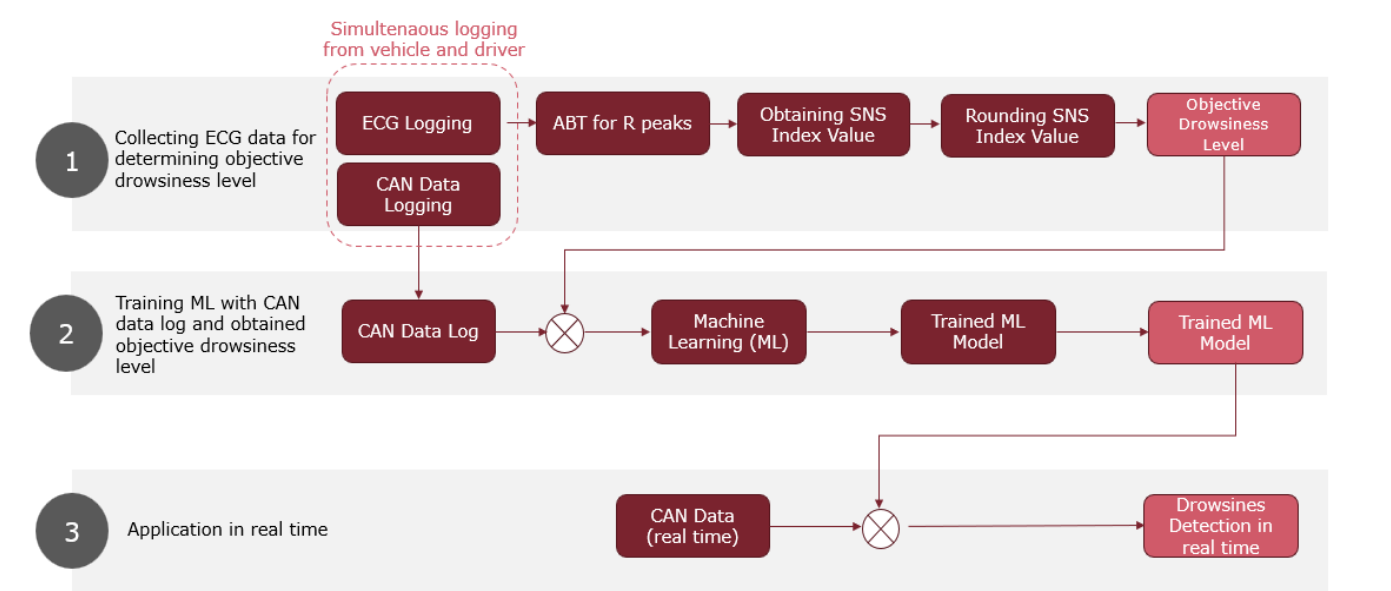 Simultenaous logging
from vehicle and driver
1
Collecting ECG data for
determining objective
drowsiness level
ECG Logging
CAN Data
Logging
ABT for R peaks
Obtaining SNS
Index Value
Rounding SNS
Index Value
Objective
Drowsiness
Level
2
Training ML with CAN
data log and obtained
objective drowsiness
level
CAN Data Log
Machine
Learning (ML)
Trained ML
Model
Trained ML
Model
3
Application in real time
CAN Data
(real time)
Drowsines
Detection in
real time